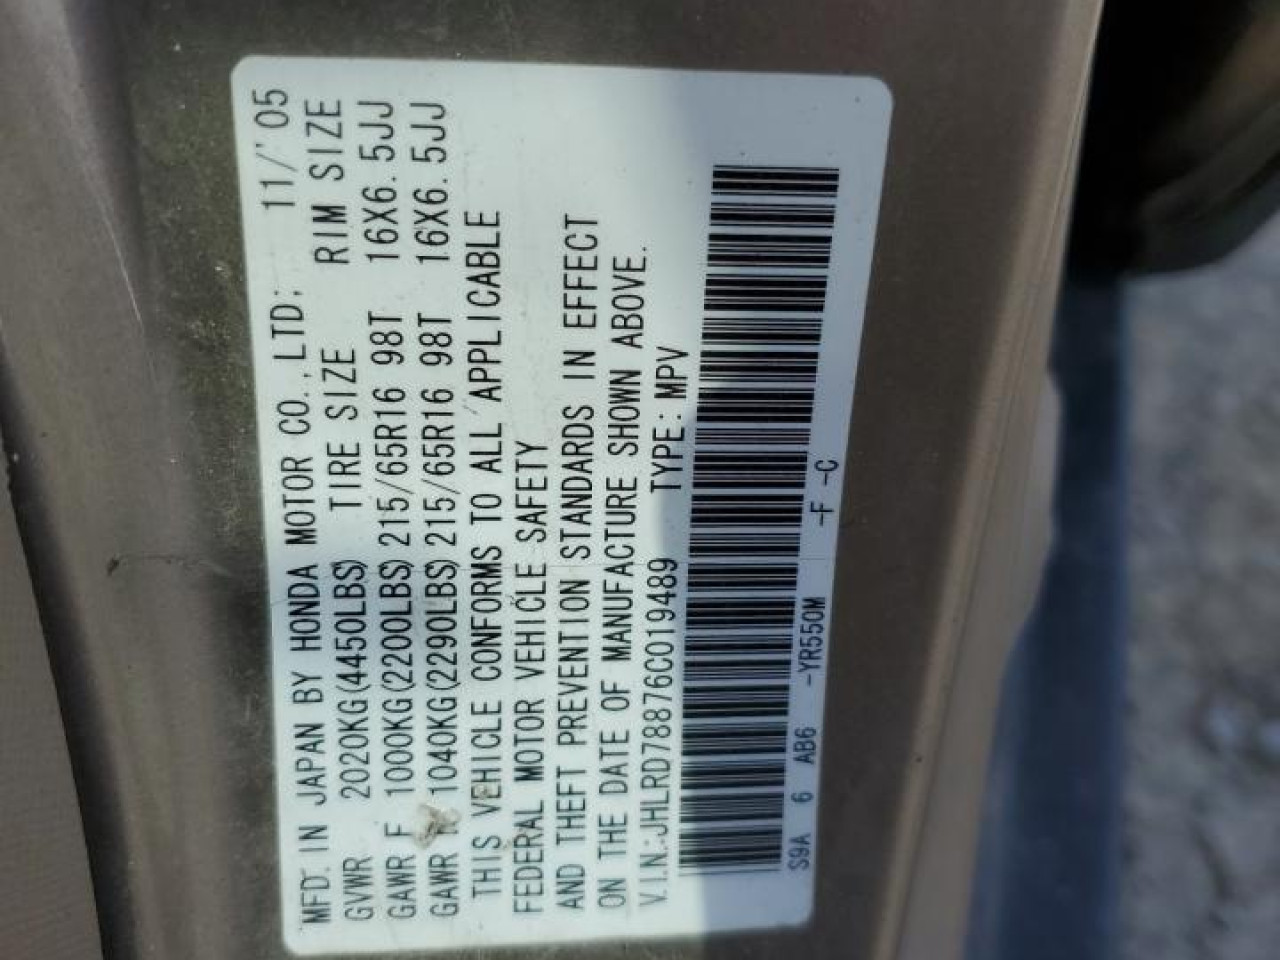 MFD. IN JAPAN BY HONDA MOTOR CO., LTD: 11/'05
GVWR 2020KG(4450LBS) TIRE SIZE RIM SIZE
GAWR F 1000KG(2200LBS) 215/65R16 98T 16X6.5JJ
GAWR 1040KG(2290LBS) 215/65R16 98T 16X6.5JJ
THIS VEHICLE CONFORMS TO ALL APPLICABLE
FEDERAL MOTOR VEHICLE SAFETY
AND THEFT PREVENTION STANDARDS IN EFFECT
ON THE DATE OF MANUFACTURE SHOWN ABOVE.
V.I.N.:JHLRD78876C019489 TYPE:MPV
S9A 6 AB6 -YR550M -F -C